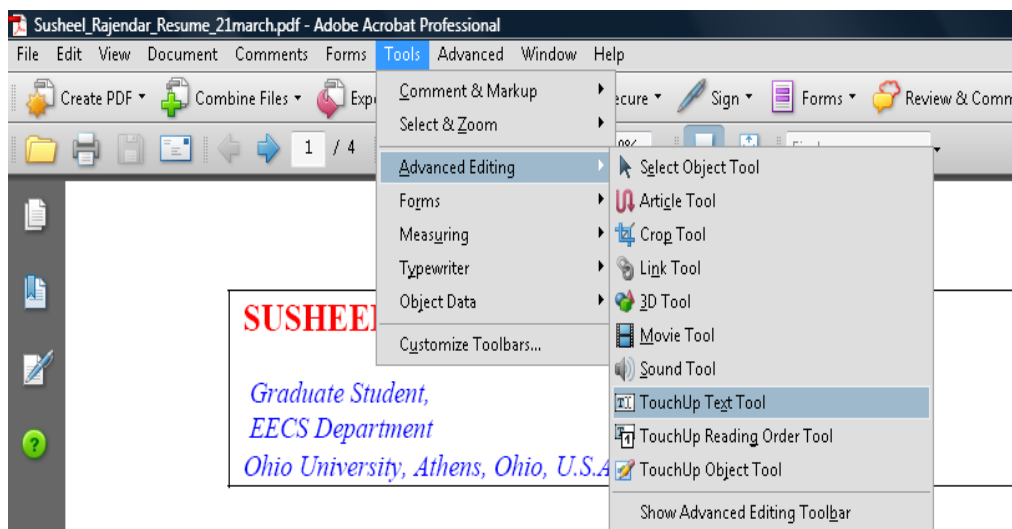 Susheel_Rajendar_Resume_21march.pdf - Adobe Acrobat Professional
File Edit View Document Comments Forms Tools Advanced Window Help
Create PDF Combine Files Sign Forms Review & Comm
1 / 4
Comment & Markup
Select & Zoom
Advanced Editing
Forms
Measuring
Typewriter
Object Data
Customize Toolbars...
Select Object Tool
Article Tool
Crop Tool
Link Tool
3D Tool
Movie Tool
Sound Tool
TouchUp Text Tool
TouchUp Reading Order Tool
TouchUp Object Tool
Show Advanced Editing Toolbar
SUSHEEL
Graduate Student,
EECS Department
Ohio University, Athens, Ohio, U.S.A